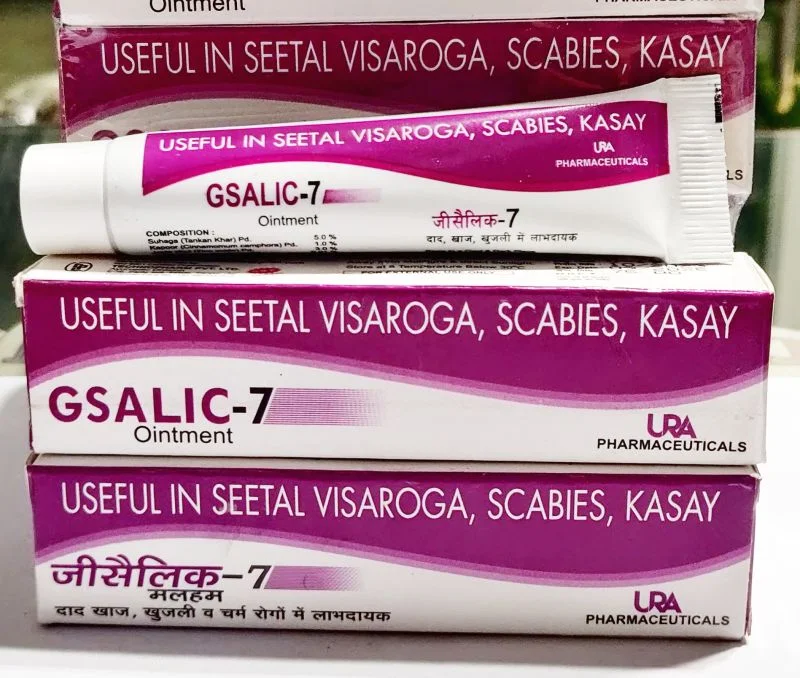 Ointment
PHARMACEUTICALS
USEFUL IN SEETAL VISAROGA, SCABIES, KASAY
LS
USEFUL IN SEETAL VISAROGA, SCABIES, KASAY
URA
PHARMACEUTICALS
GSALIC-7
Ointment
जीसैलिक-7
दाद, खाज, खुजली में लाभदायक
COMPOSITION :
Suhaga (Tankan Khar) Pd. 5.0 %
Kapoor (Cinnamomum camphora) Pd. 1.0 %
USEFUL IN SEETAL VISAROGA, SCABIES, KASAY
GSALIC-7
Ointment
URA
PHARMACEUTICALS
USEFUL IN SEETAL VISAROGA, SCABIES, KASAY
जीसैलिक-7
मलहम
दाद खाज, खुजली व चर्म रोगों में लाभदायक
URA
PHARMACEUTICALS